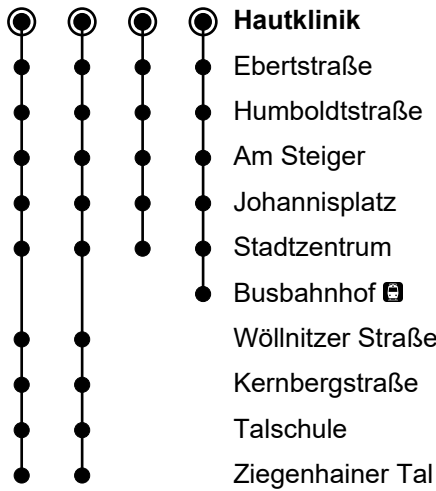 Hautklinik
Ebertstraße
Humboldtstraße
Am Steiger
Johannisplatz
Stadtzentrum
Busbahnhof
Wöllnitzer Straße
Kernbergstraße
Talschule
Ziegenhainer Tal